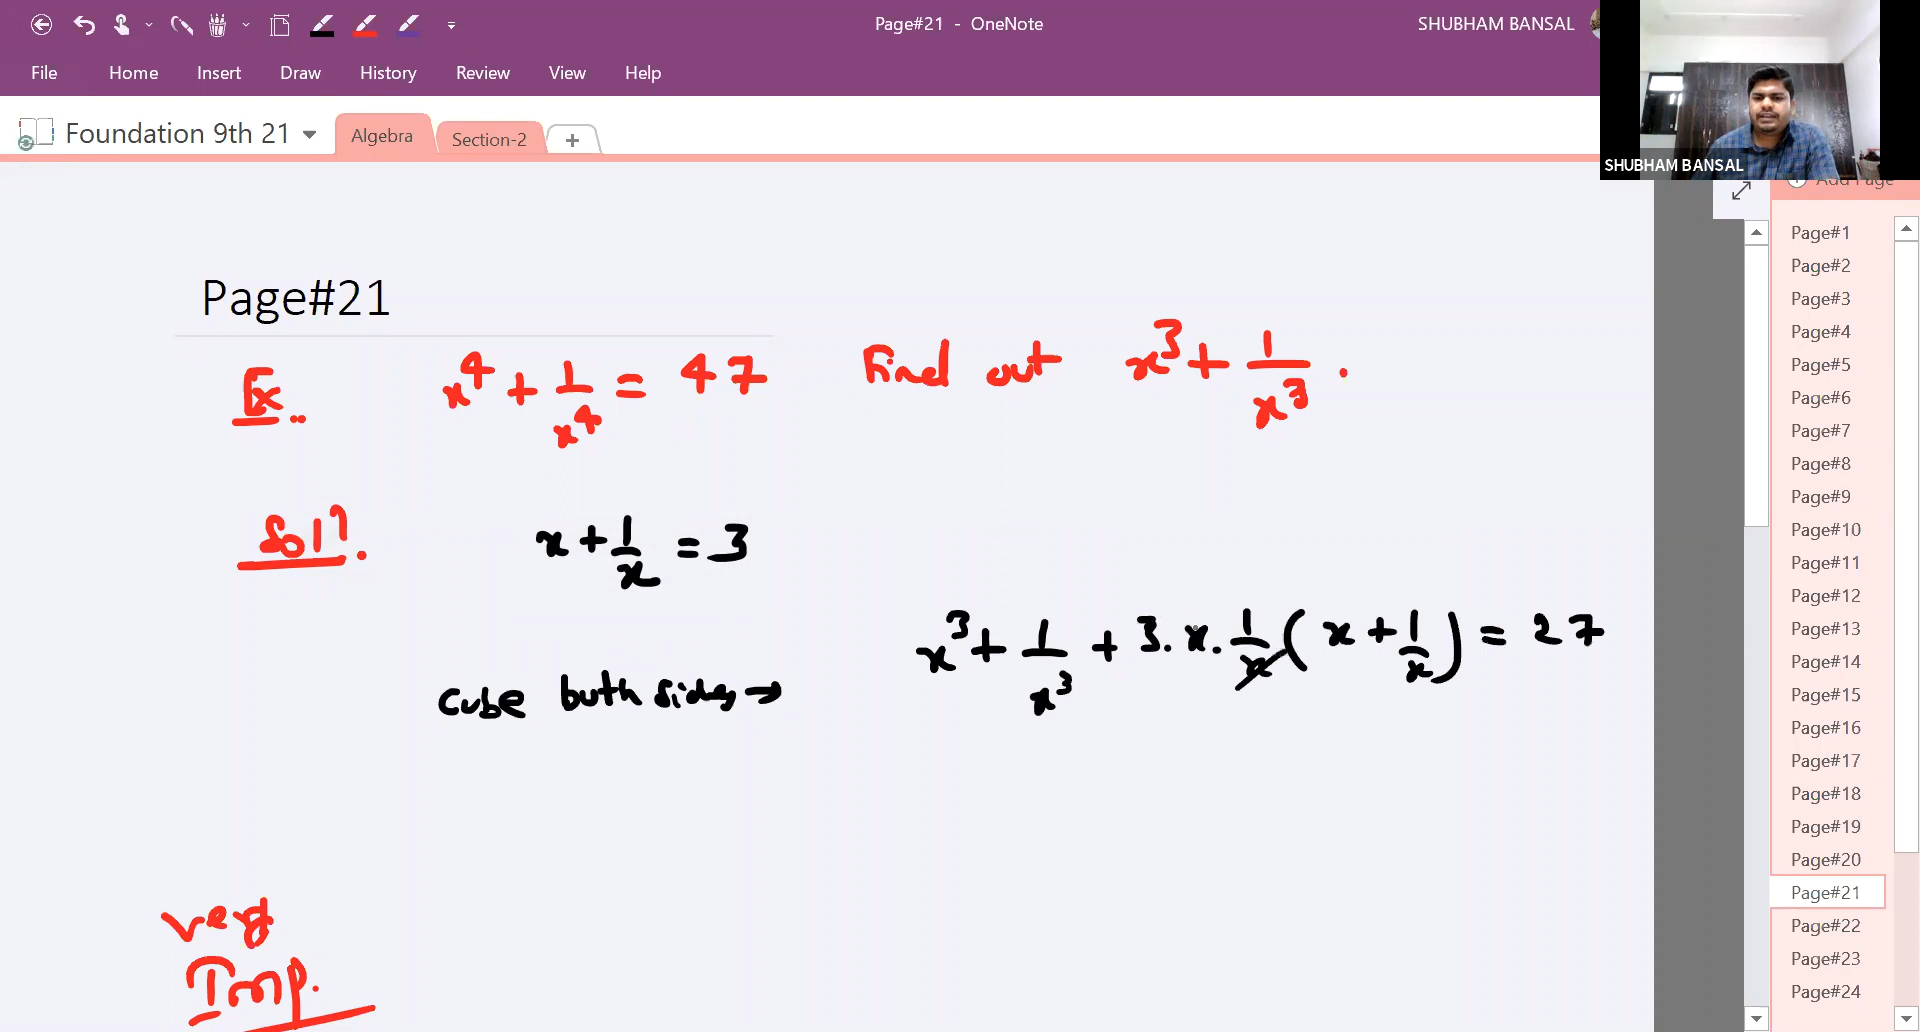 Page#21 - OneNote
SHUBHAM BANSAL
File Home Insert Draw History Review View Help
SHUBHAM BANSAL
Foundation 9th 21
Algebra
Section-2
+
Add Page
Page#1
Page#2
Page#3
Page#4
Page#5
Page#6
Page#7
Page#8
Page#9
Page#10
Page#11
Page#12
Page#13
Page#14
Page#15
Page#16
Page#17
Page#18
Page#19
Page#20
Page#21
Page#22
Page#23
Page#24
Page#21
Ex.. x⁴ + 1/x⁴ = 47 Find out x³ + 1/x³.
Solⁿ. x + 1/x = 3
x³ + 1/x³ + 3.x.1/x(x + 1/x) = 27
cube both sides →
very
Imp.